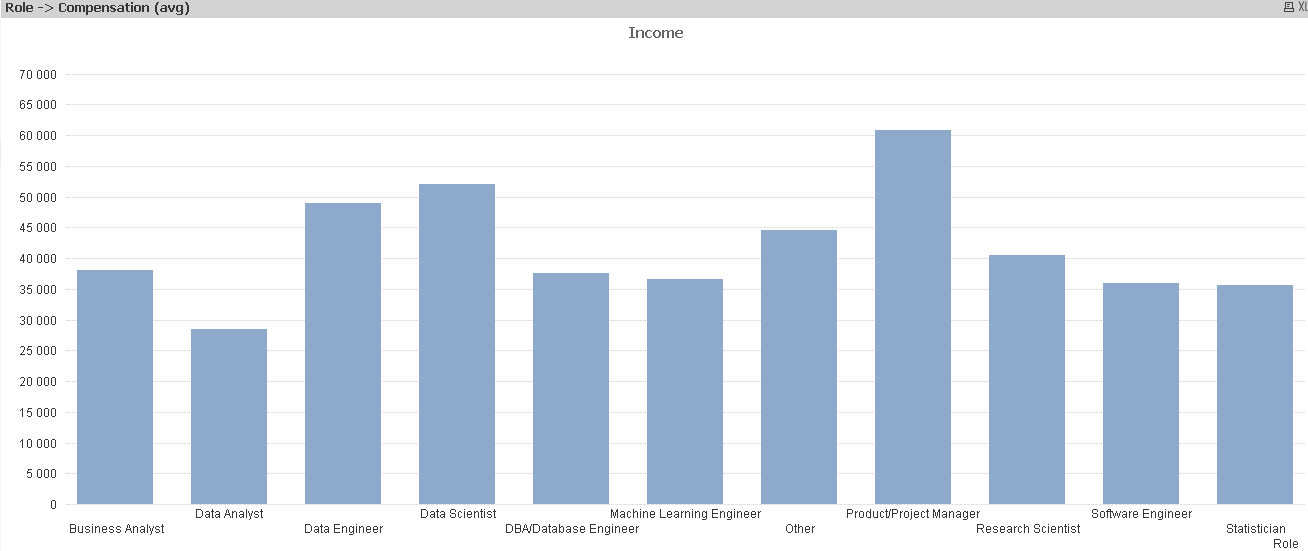 Role -> Compensation (avg)
XL
Income
70 000
65 000
60 000
55 000
50 000
45 000
40 000
35 000
30 000
25 000
20 000
15 000
10 000
5 000
0
Business Analyst
Data Analyst
Data Engineer
Data Scientist
DBA/Database Engineer
Machine Learning Engineer
Other
Product/Project Manager
Research Scientist
Software Engineer
Statistician
Role